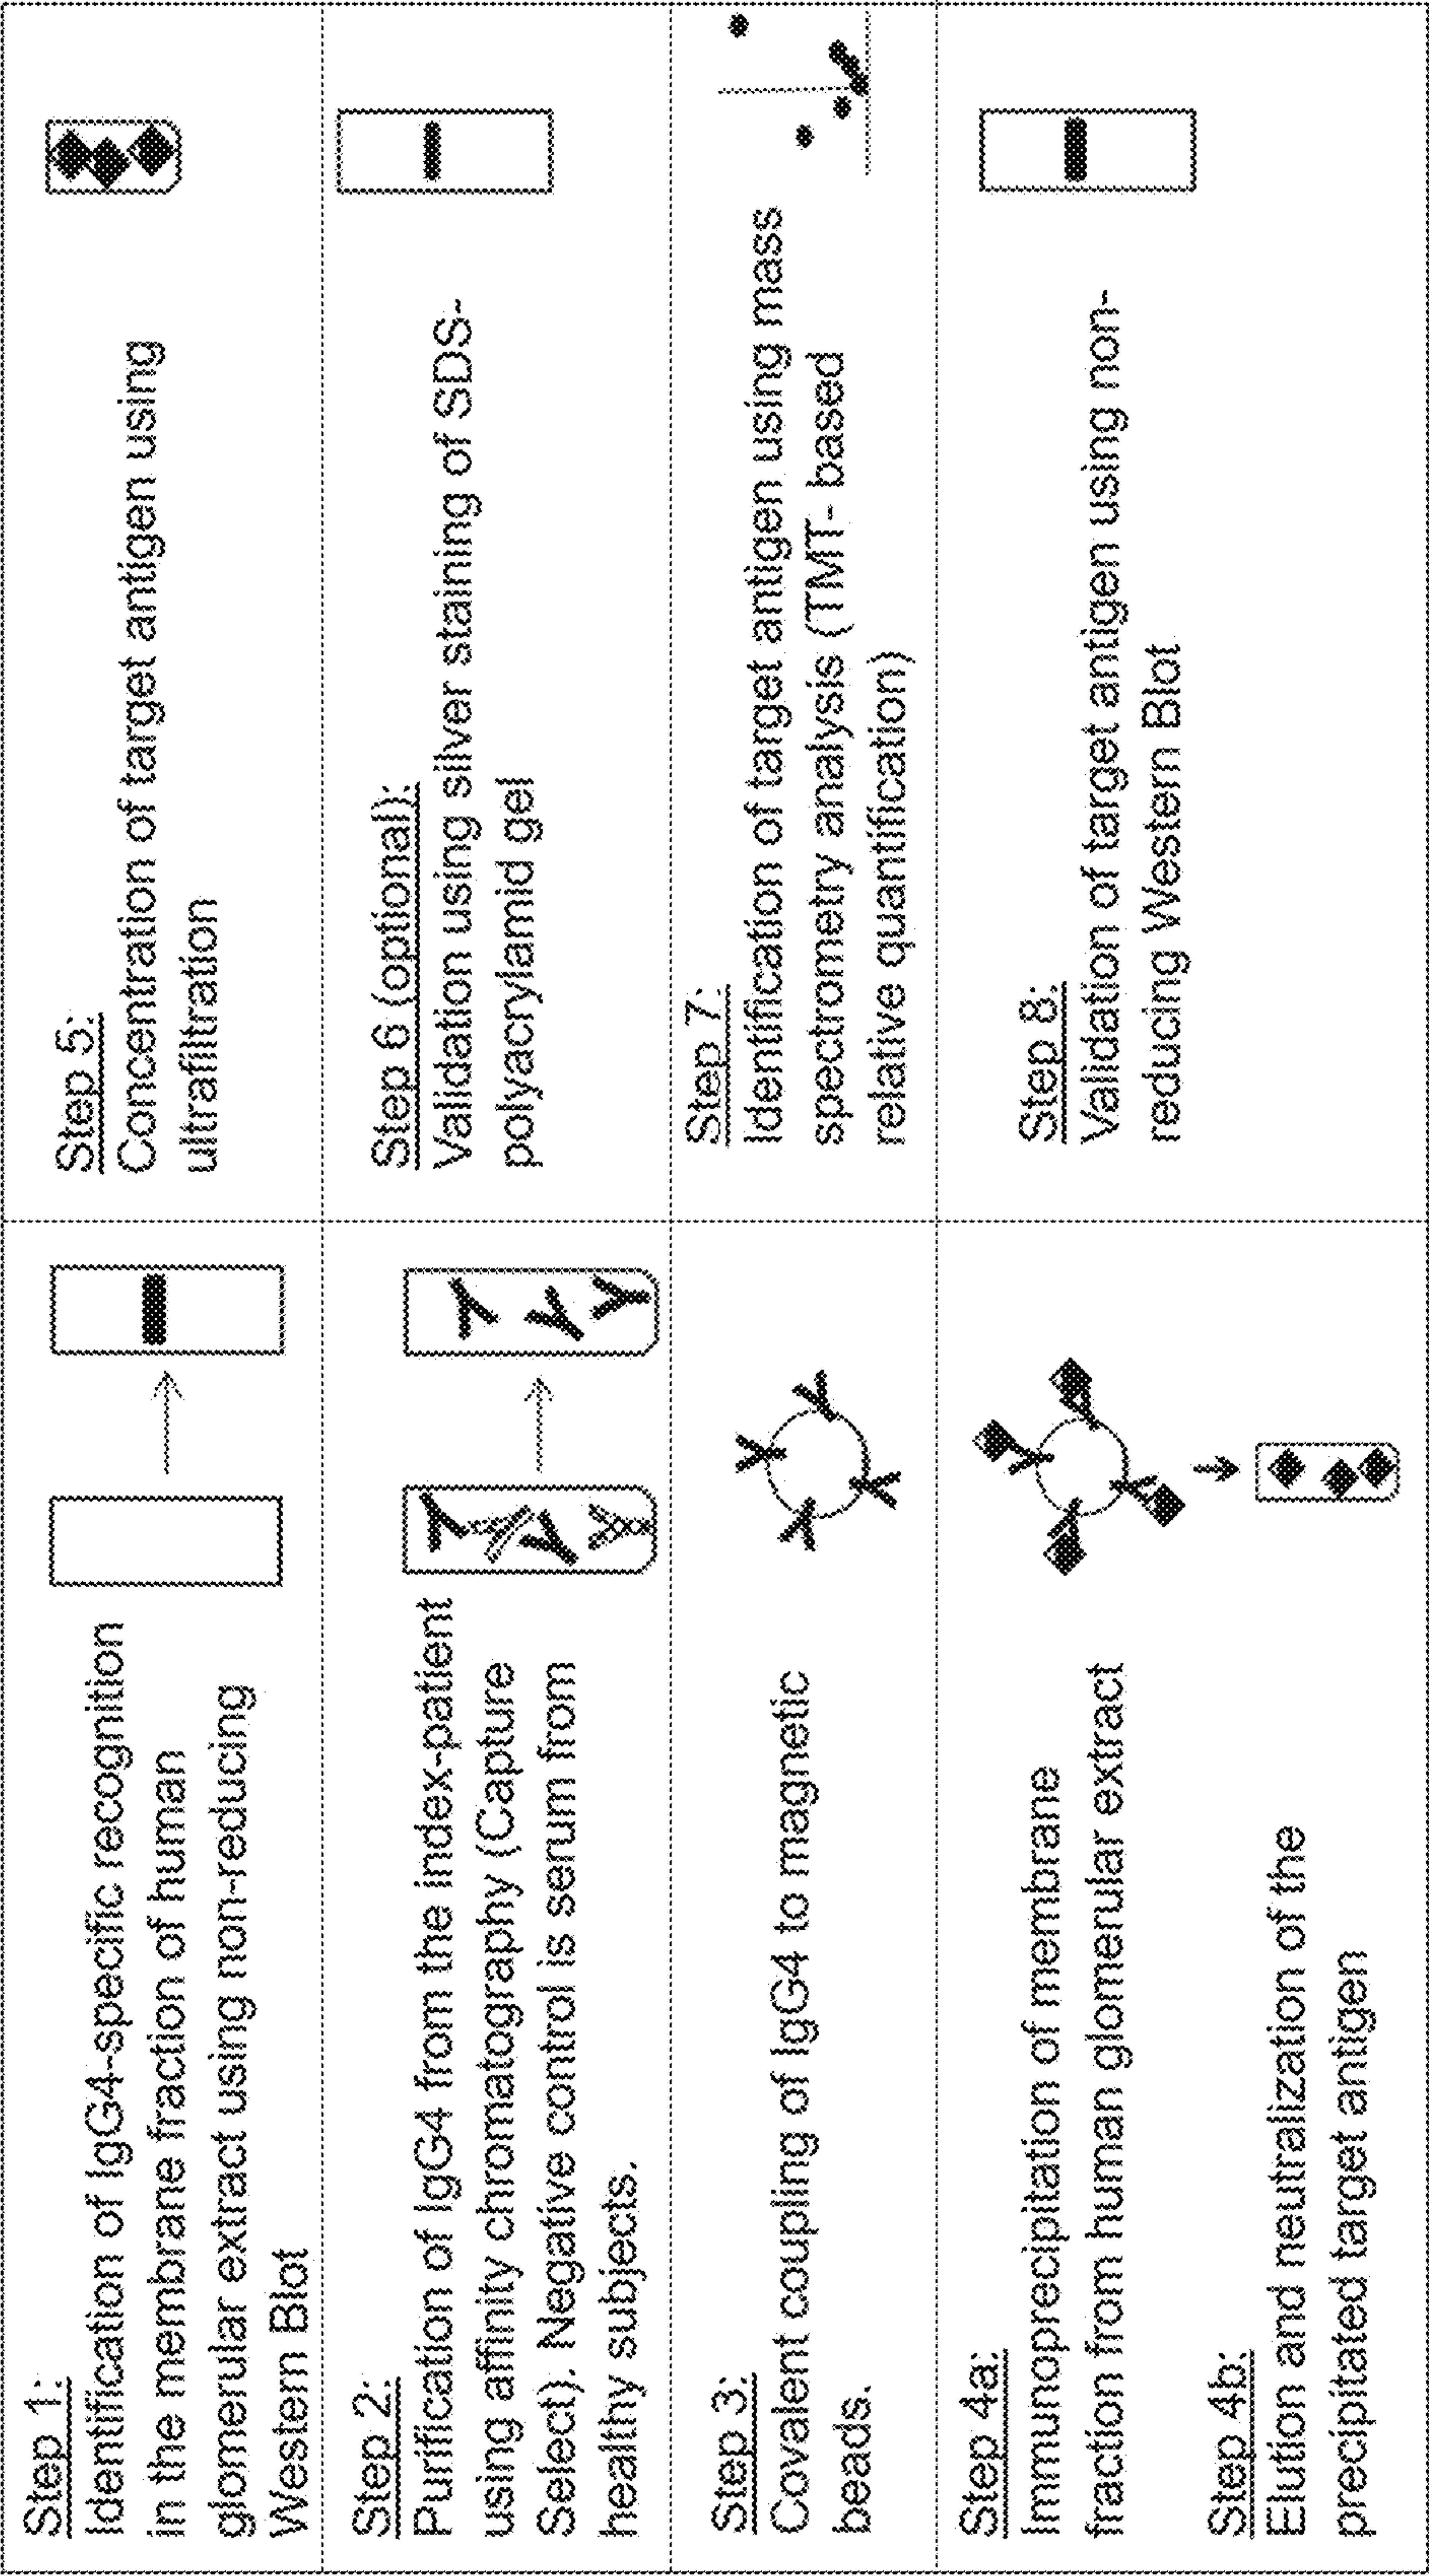 Step 1:
Identification of IgG4-specific recognition
in the membrane fraction of human
glomerular extract using non-reducing
Western Blot
Step 2:
Purification of IgG4 from the index-patient
using affinity chromatography (Capture
Select). Negative control is serum from
healthy subjects.
Step 3:
Covalent coupling of IgG4 to magnetic
beads.
Step 4a:
Immunoprecipitation of membrane
fraction from human glomerular extract
Step 4b:
Elution and neutralization of the
precipitated target antigen
Step 5:
Concentration of target antigen using
ultrafiltration
Step 6 (optional):
Validation using silver staining of SDS-
polyacrylamid gel
Step 7:
Identification of target antigen using mass
spectrometry analysis (TMT- based
relative quantification)
Step 8:
Validation of target antigen using non-
reducing Western Blot